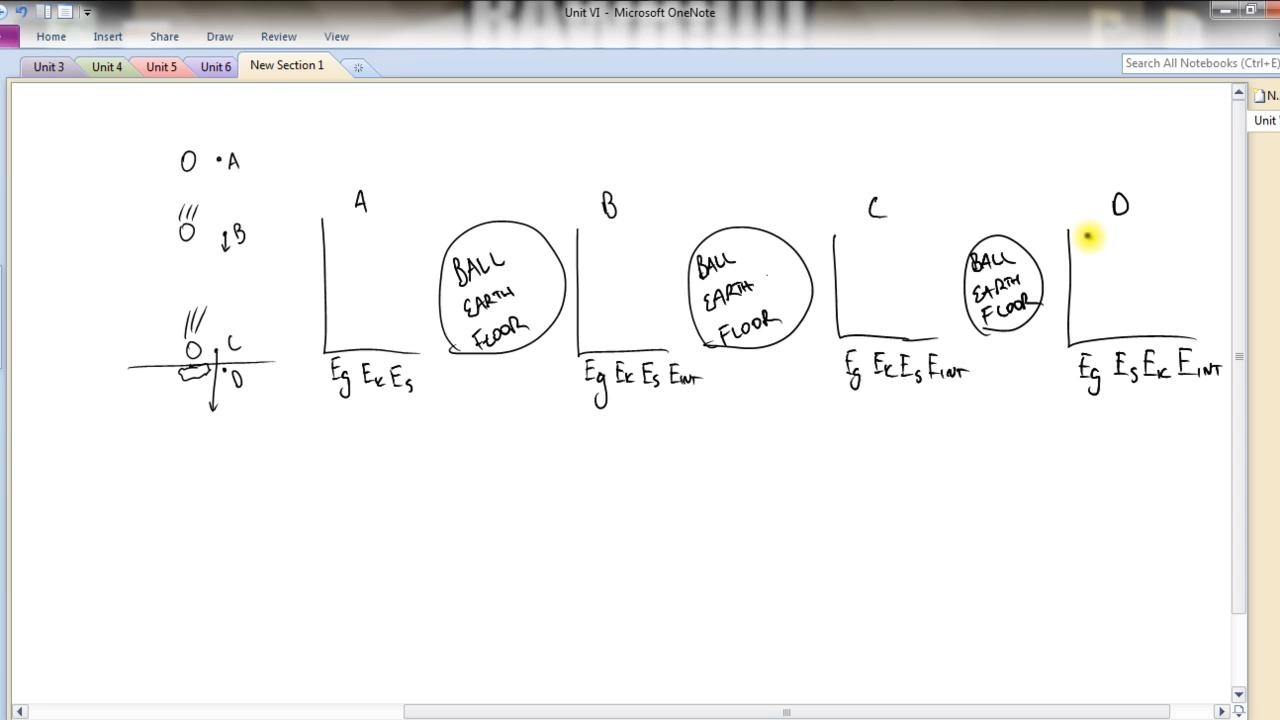 Unit VI - Microsoft OneNote
Home Insert Share Draw Review View
Unit 3 Unit 4 Unit 5 Unit 6 New Section 1
Search All Notebooks (Ctrl+E)
N.
Unit
O • A
O B
O C
D
A
Eg Ek Es
BALL
EARTH
FLOOR
B
Eg Ek Es EINT
BALL
EARTH
FLOOR
C
Eg Ek Es EINT
BALL
EARTH
FLOOR
D
Eg Es Ek EINT